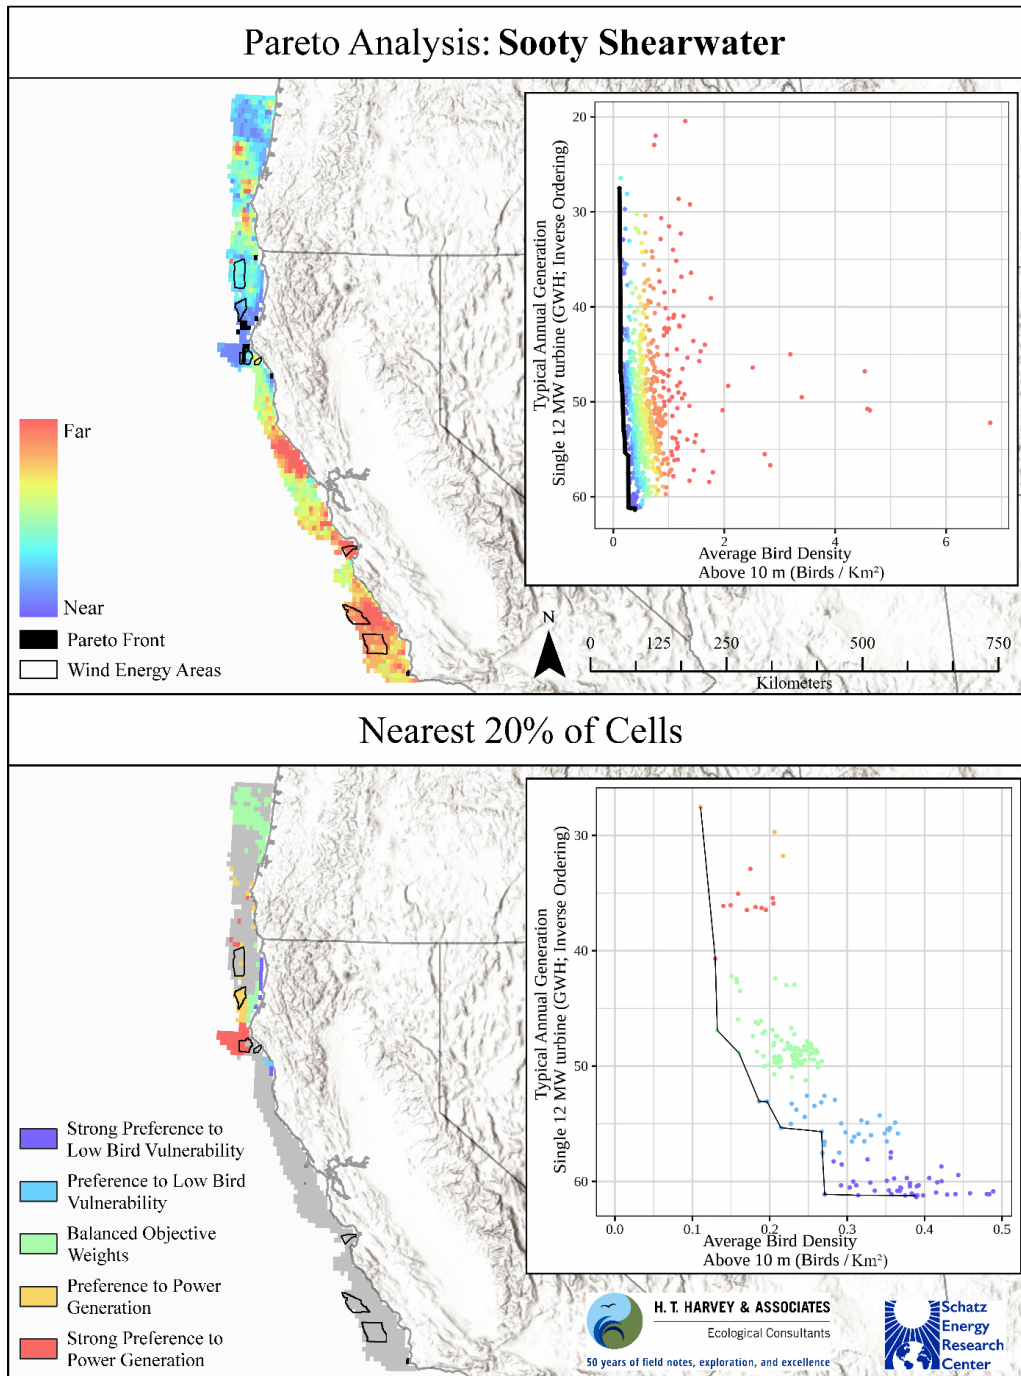 Pareto Analysis: Sooty Shearwater
Far
Near
Pareto Front
Wind Energy Areas
Typical Annual Generation
Single 12 MW turbine (GWH; Inverse Ordering)
20
30
40
50
60
0
2
4
6
Average Bird Density
Above 10 m (Birds / Km²)
N
0
125
250
500
750
Kilometers
Nearest 20% of Cells
Strong Preference to
Low Bird Vulnerability
Preference to Low Bird
Vulnerability
Balanced Objective
Weights
Preference to Power
Generation
Strong Preference to
Power Generation
Typical Annual Generation
Single 12 MW turbine (GWH; Inverse Ordering)
30
40
50
60
0.0
0.1
0.2
0.3
0.4
0.5
Average Bird Density
Above 10 m (Birds / Km²)
H. T. HARVEY & ASSOCIATES
Ecological Consultants
50 years of field notes, exploration, and excellence
Schatz
Energy
Research
Center